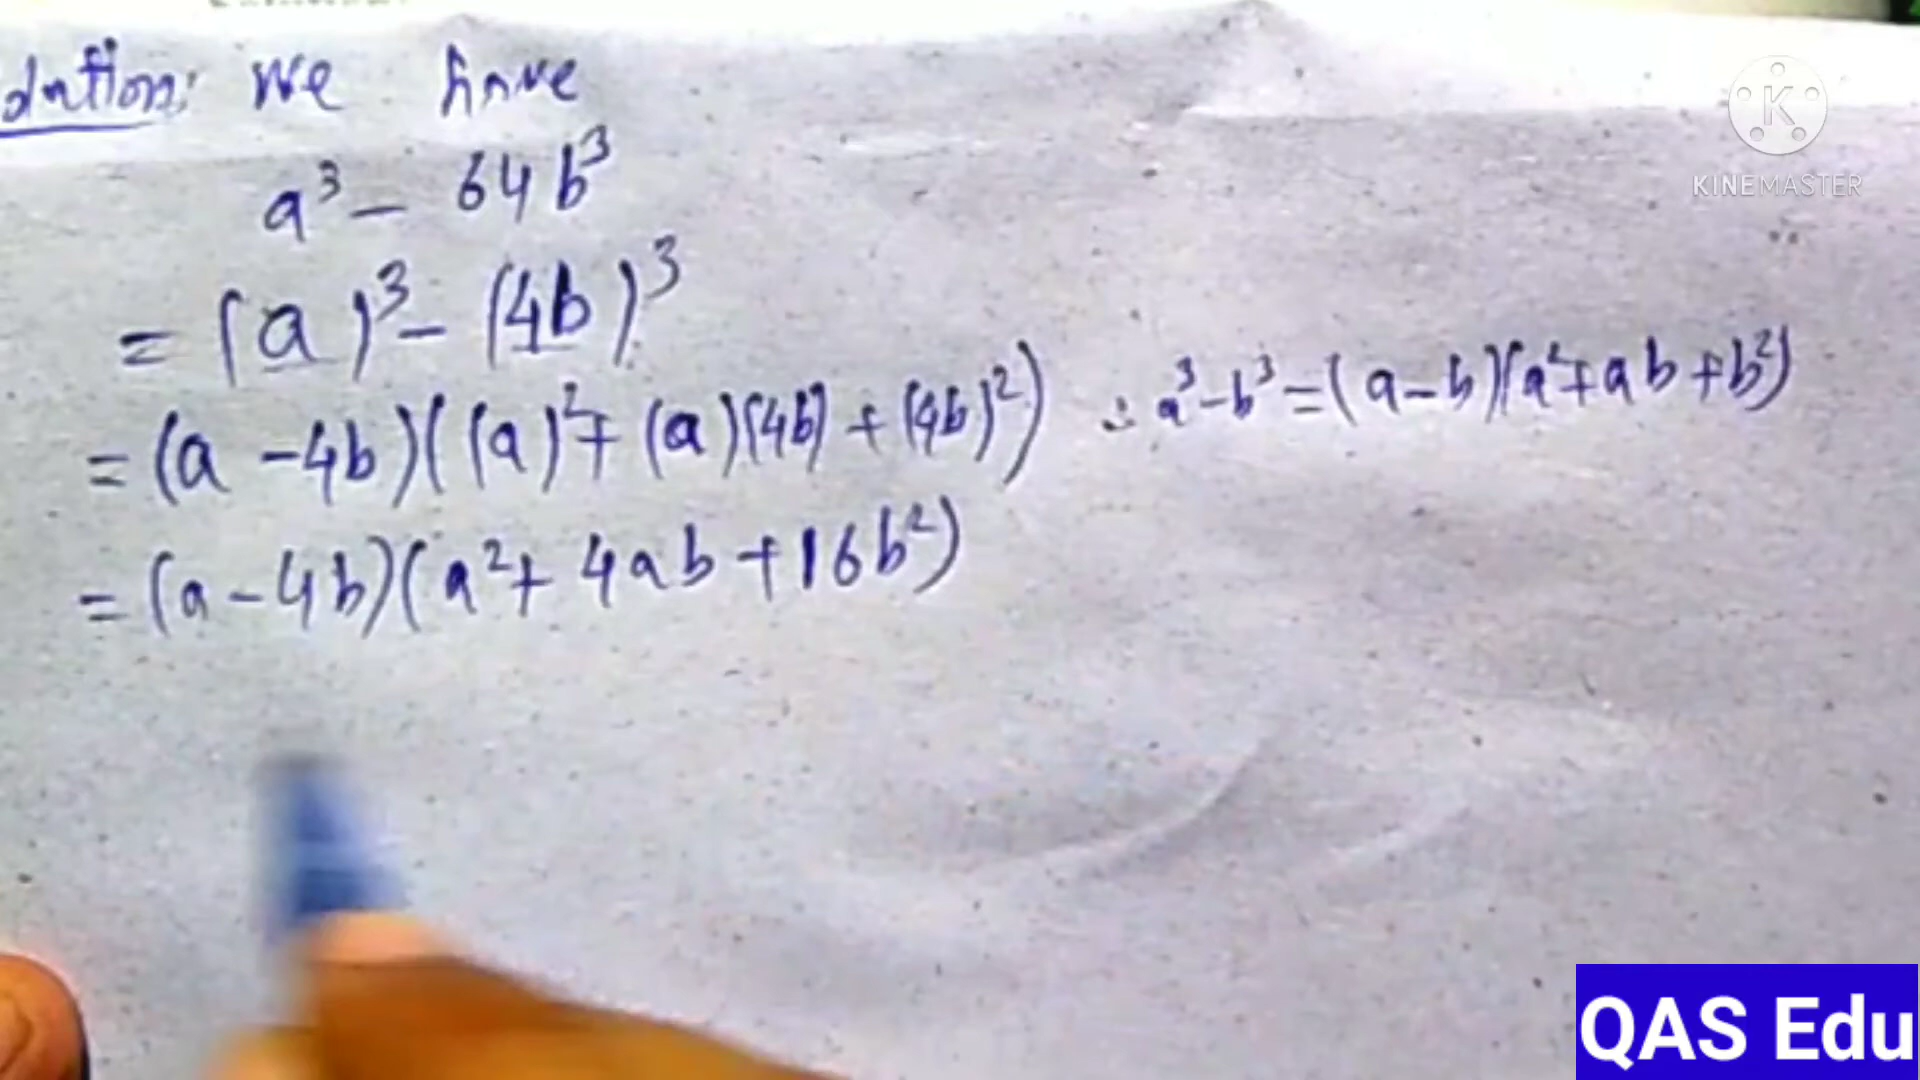 olution: we have
a³ - 64b³
= (a)³ - (4b)³
= (a - 4b)((a)² + (a)(4b) + (4b)²) ∴ a³-b³=(a-b)(a²+ab+b²)
= (a - 4b)(a² + 4ab + 16b²)
KINEMASTER
QAS Edu